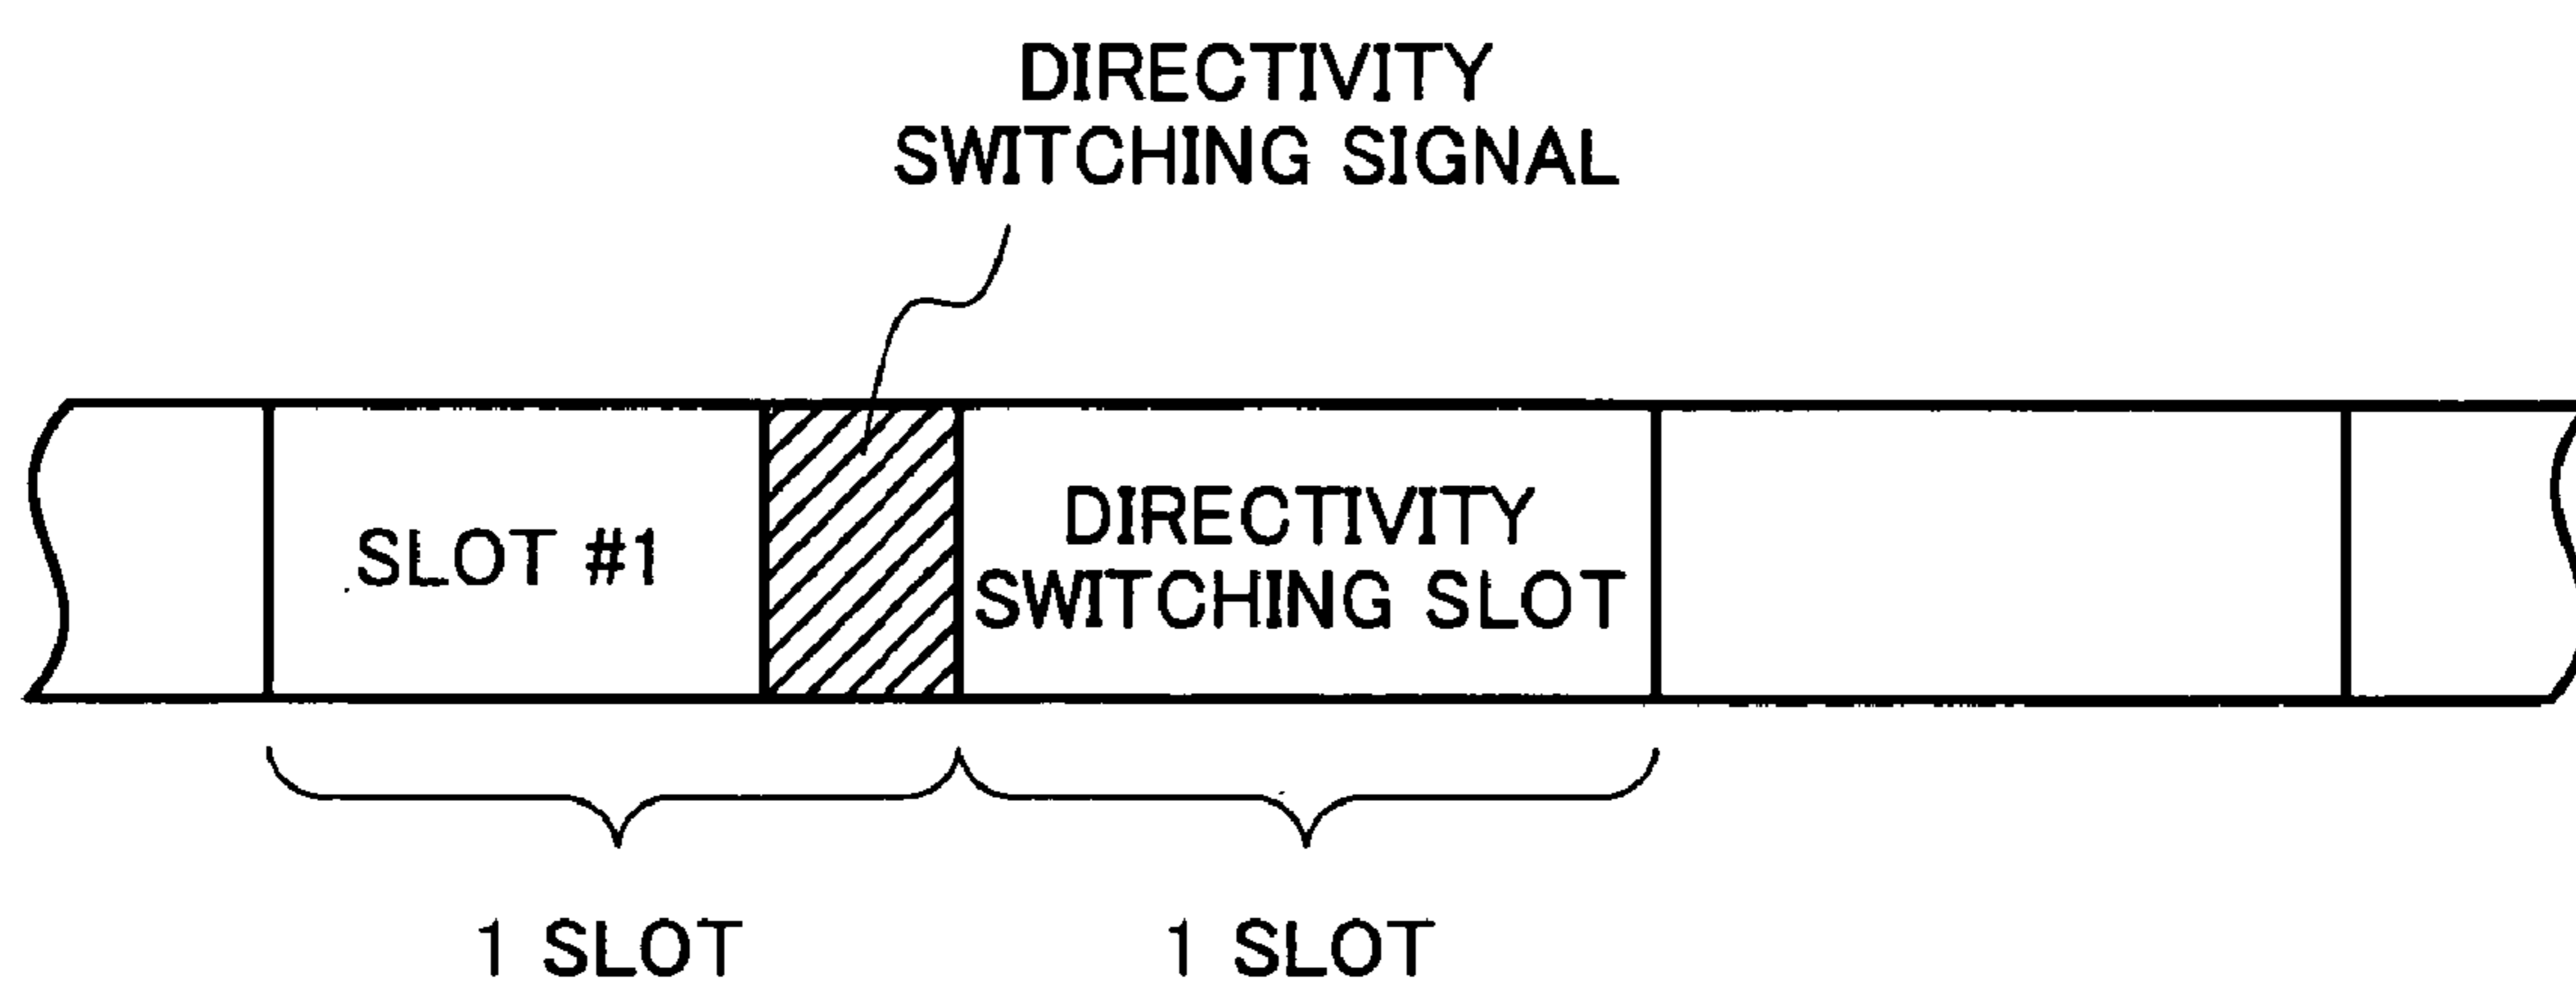 DIRECTIVITY
SWITCHING SIGNAL
SLOT #1
DIRECTIVITY
SWITCHING SLOT
1 SLOT
1 SLOT